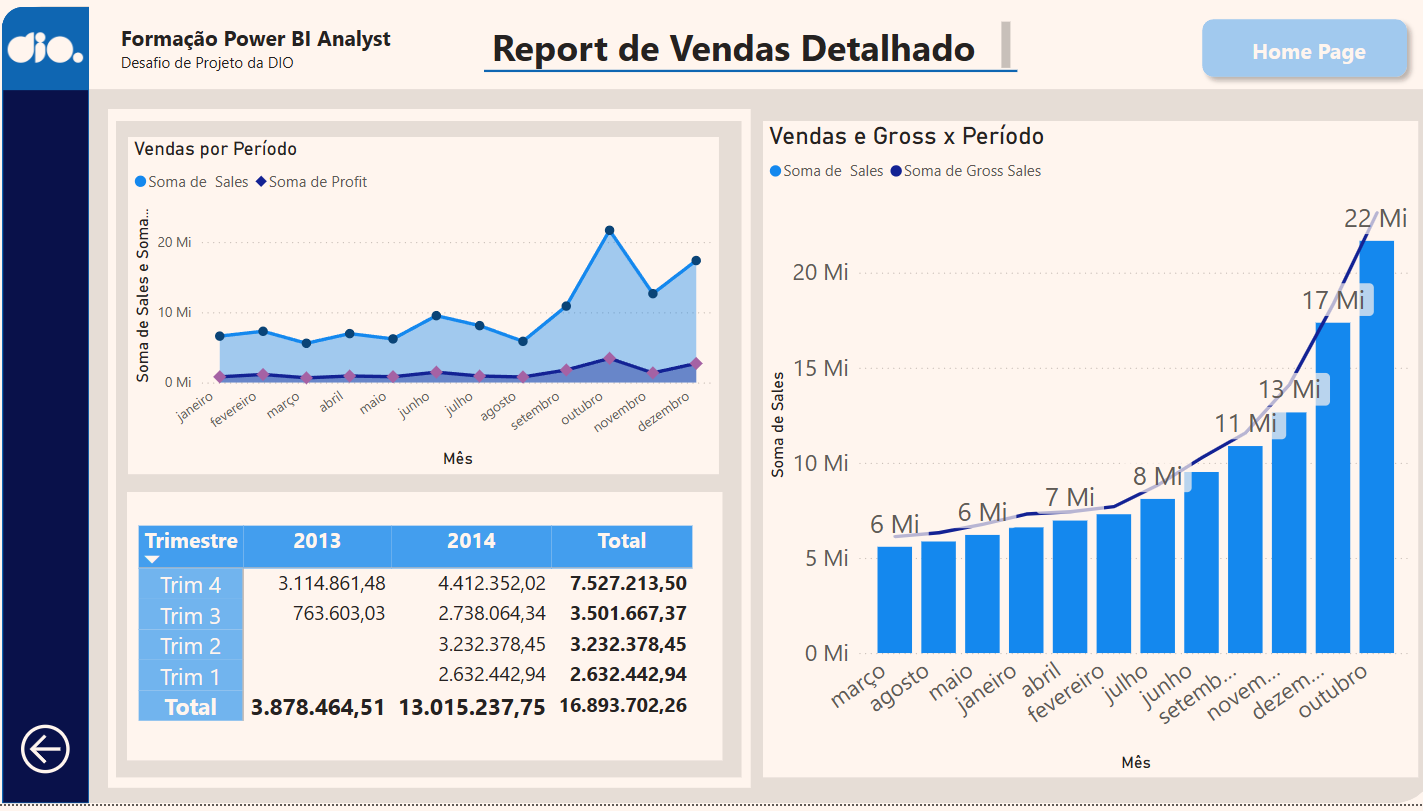 dio.
Formação Power BI Analyst
Desafio de Projeto da DIO
Report de Vendas Detalhado
Home Page
Vendas por Período
Soma de Sales Soma de Profit
Soma de Sales e Soma...
20 Mi
10 Mi
0 Mi
janeiro fevereiro março abril maio junho julho agosto setembro outubro novembro dezembro
Mês
Trimestre 2013 2014 Total
Trim 4 3.114.861,48 4.412.352,02 7.527.213,50
Trim 3 763.603,03 2.738.064,34 3.501.667,37
Trim 2 3.232.378,45 3.232.378,45
Trim 1 2.632.442,94 2.632.442,94
Total 3.878.464,51 13.015.237,75 16.893.702,26
Vendas e Gross x Período
Soma de Sales Soma de Gross Sales
Soma de Sales
20 Mi
15 Mi
10 Mi
5 Mi
0 Mi
6 Mi 6 Mi 7 Mi 8 Mi 11 Mi 13 Mi 17 Mi 22 Mi
março agosto maio janeiro abril fevereiro julho junho setemb... novem... dezem... outubro
Mês